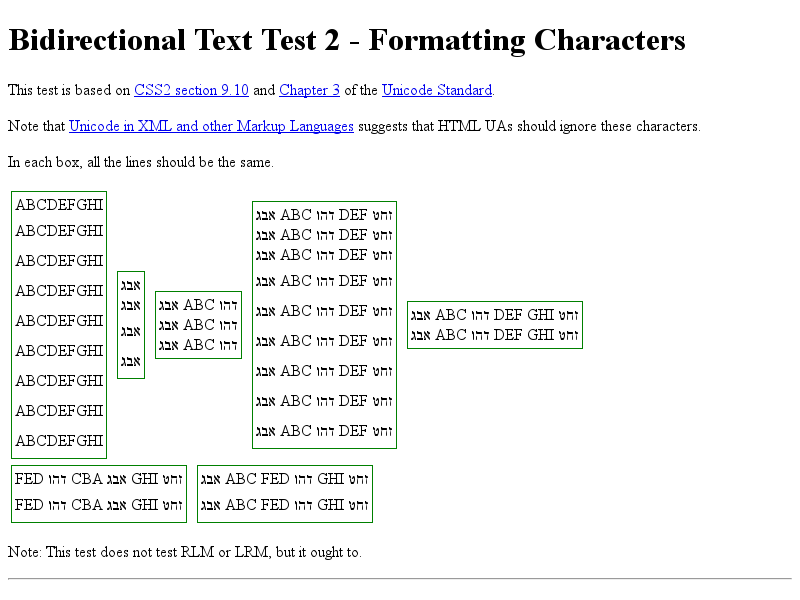 Bidirectional Text Test 2 - Formatting Characters
This test is based on CSS2 section 9.10 and Chapter 3 of the Unicode Standard.
Note that Unicode in XML and other Markup Languages suggests that HTML UAs should ignore these characters.
In each box, all the lines should be the same.
ABCDEFGHI
ABCDEFGHI
ABCDEFGHI
ABCDEFGHI
ABCDEFGHI
ABCDEFGHI
ABCDEFGHI
ABCDEFGHI
ABCDEFGHI
אבג
אבג
אבג
אבג
אבג ABC דהו
אבג ABC דהו
אבג ABC דהו
אבג ABC דהו DEF זחט
אבג ABC דהו DEF זחט
אבג ABC דהו DEF זחט
אבג ABC דהו DEF זחט
אבג ABC דהו DEF זחט
אבג ABC דהו DEF זחט
אבג ABC דהו DEF זחט
אבג ABC דהו DEF זחט
אבג ABC דהו DEF זחט
אבג ABC דהו DEF GHI זחט
אבג ABC דהו DEF GHI זחט
FED דהו CBA אבג GHI זחט
FED דהו CBA אבג GHI זחט
אבג ABC FED דהו GHI זחט
אבג ABC FED דהו GHI זחט
Note: This test does not test RLM or LRM, but it ought to.